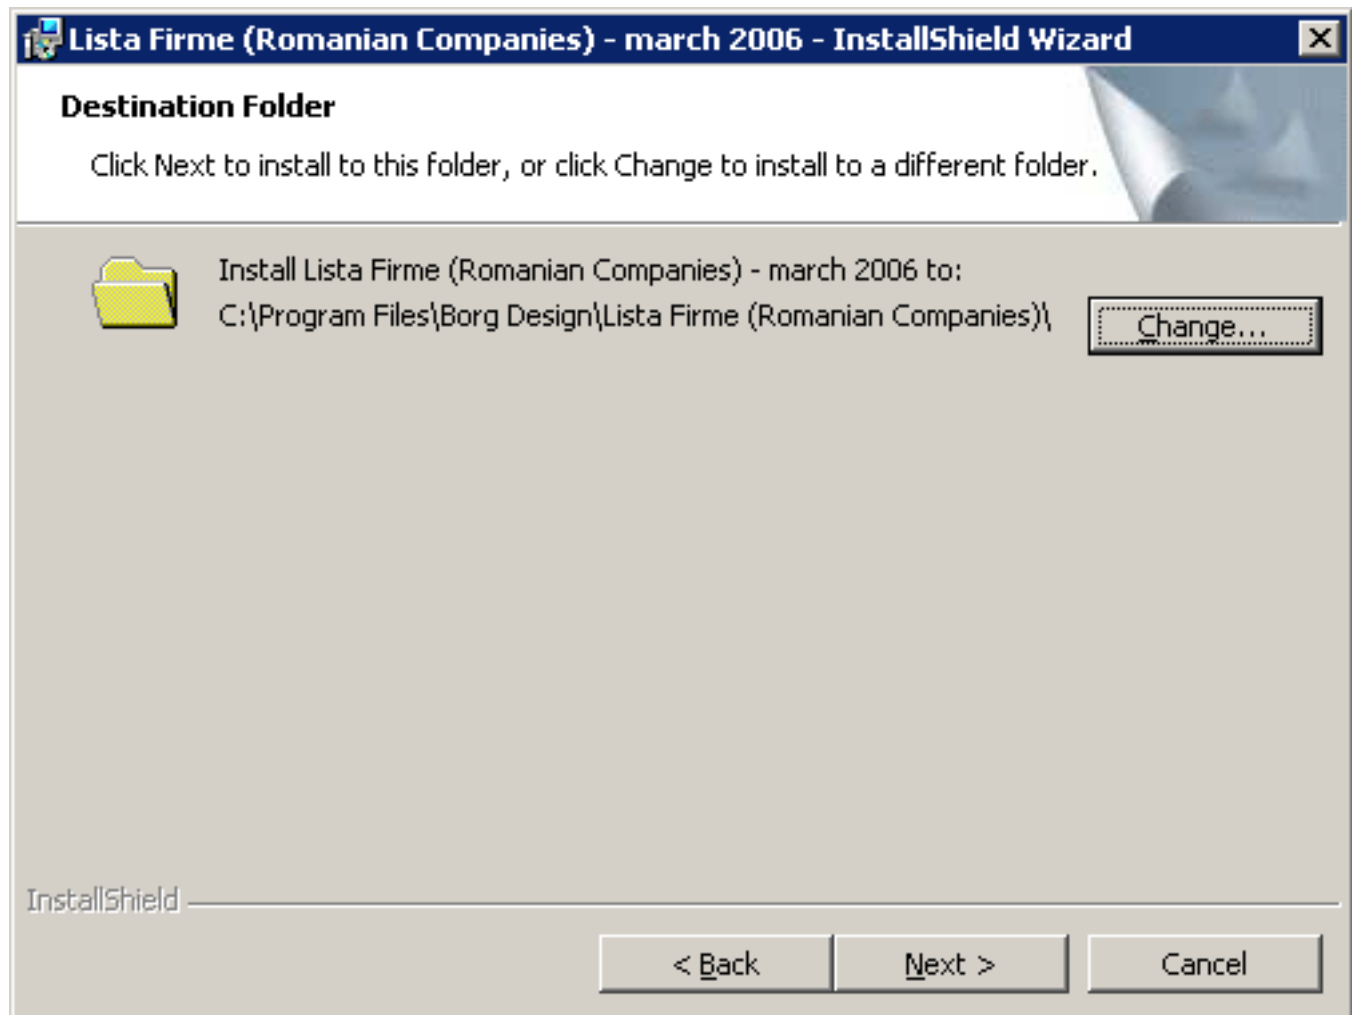 Lista Firme (Romanian Companies) - march 2006 - InstallShield Wizard
Destination Folder
Click Next to install to this folder, or click Change to install to a different folder.
Install Lista Firme (Romanian Companies) - march 2006 to:
C:\Program Files\Borg Design\Lista Firme (Romanian Companies)\
Change...
InstallShield
< Back
Next >
Cancel